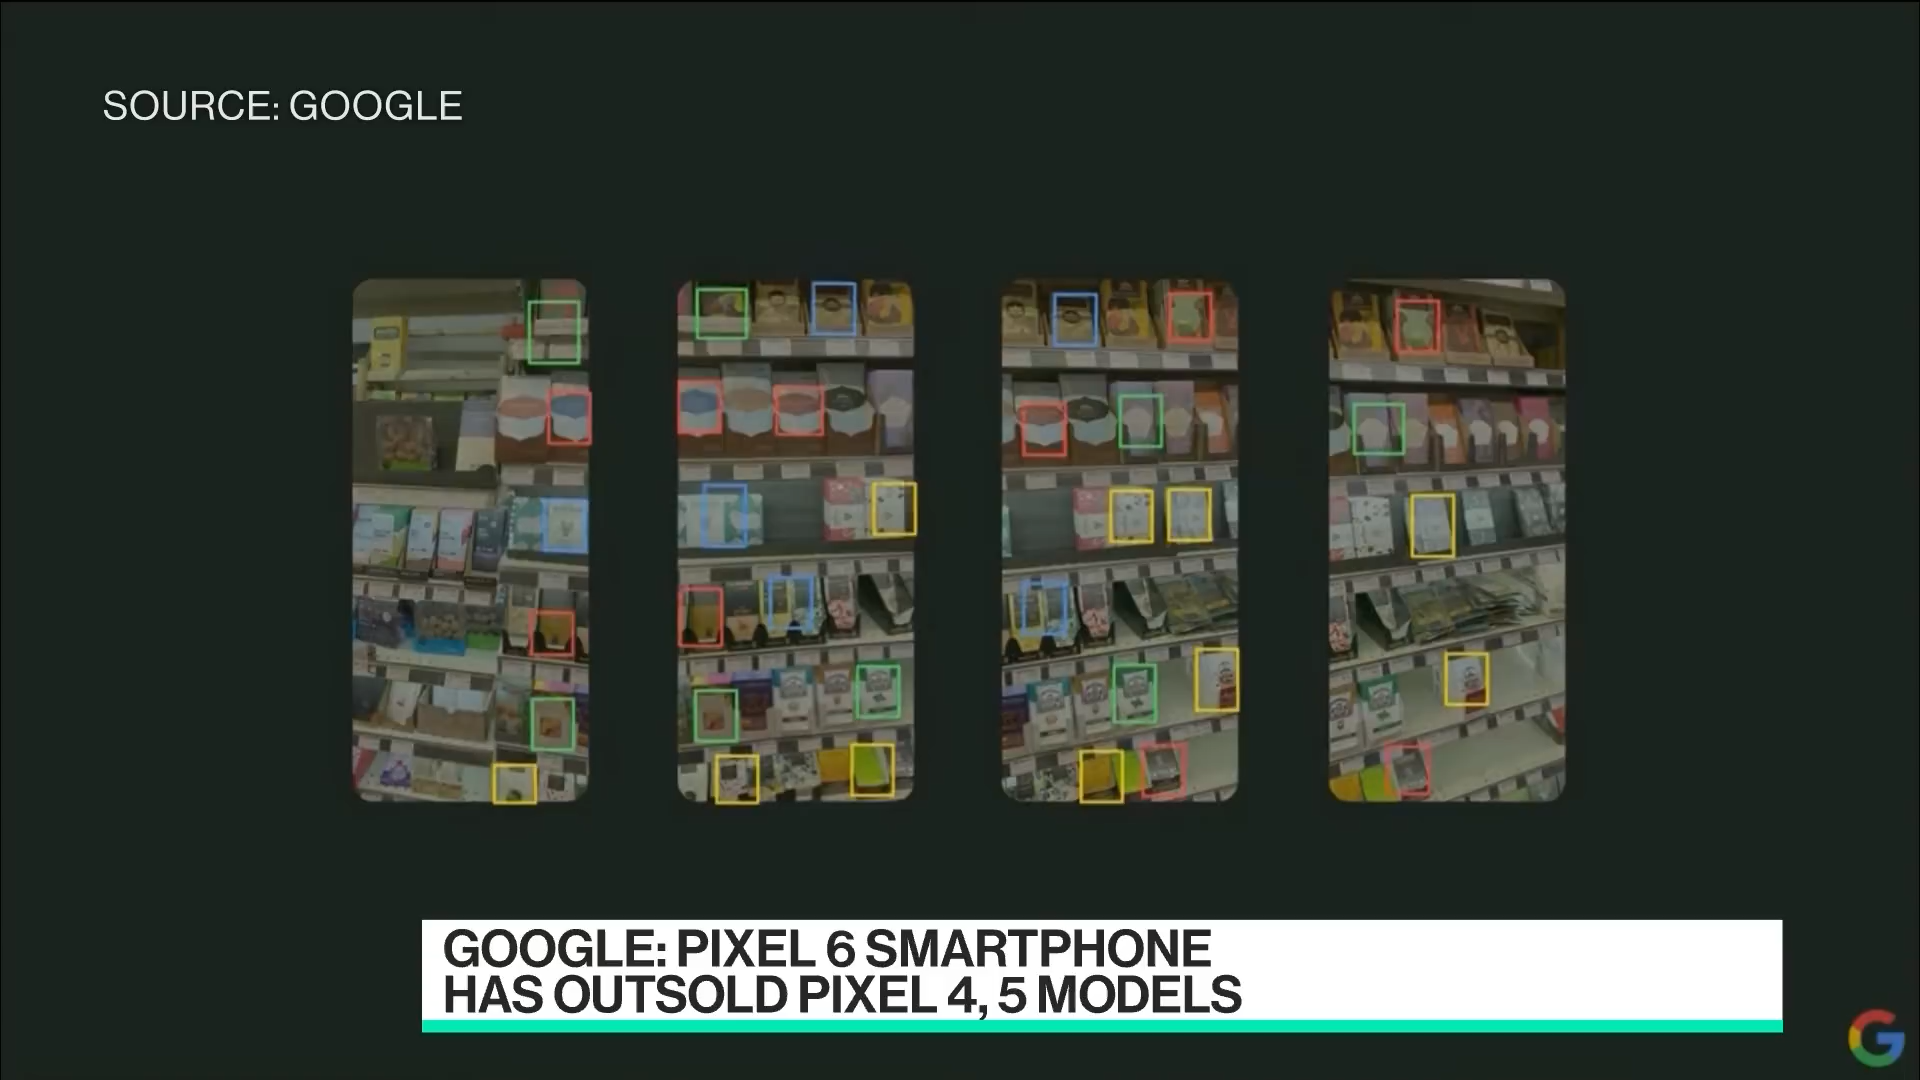 SOURCE: GOOGLE
GOOGLE: PIXEL 6 SMARTPHONE
HAS OUTSOLD PIXEL 4, 5 MODELS